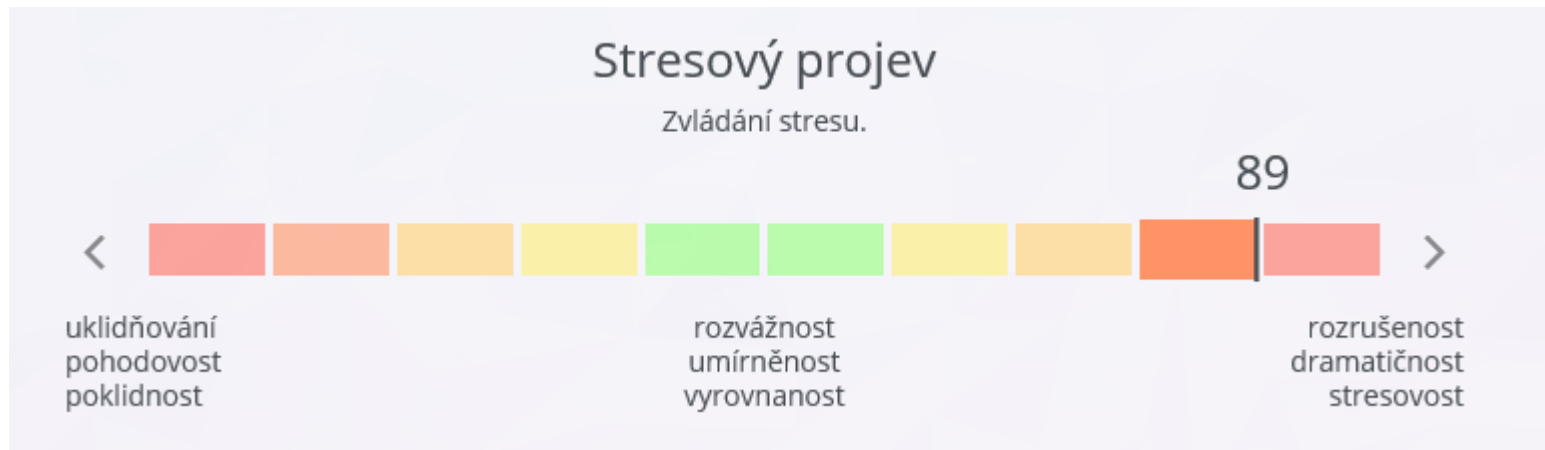 Stresový projev
Zvládání stresu.
89
uklidňování
pohodovost
poklidnost
rozvážnost
umírněnost
vyrovnanost
rozrušenost
dramatičnost
stresovost